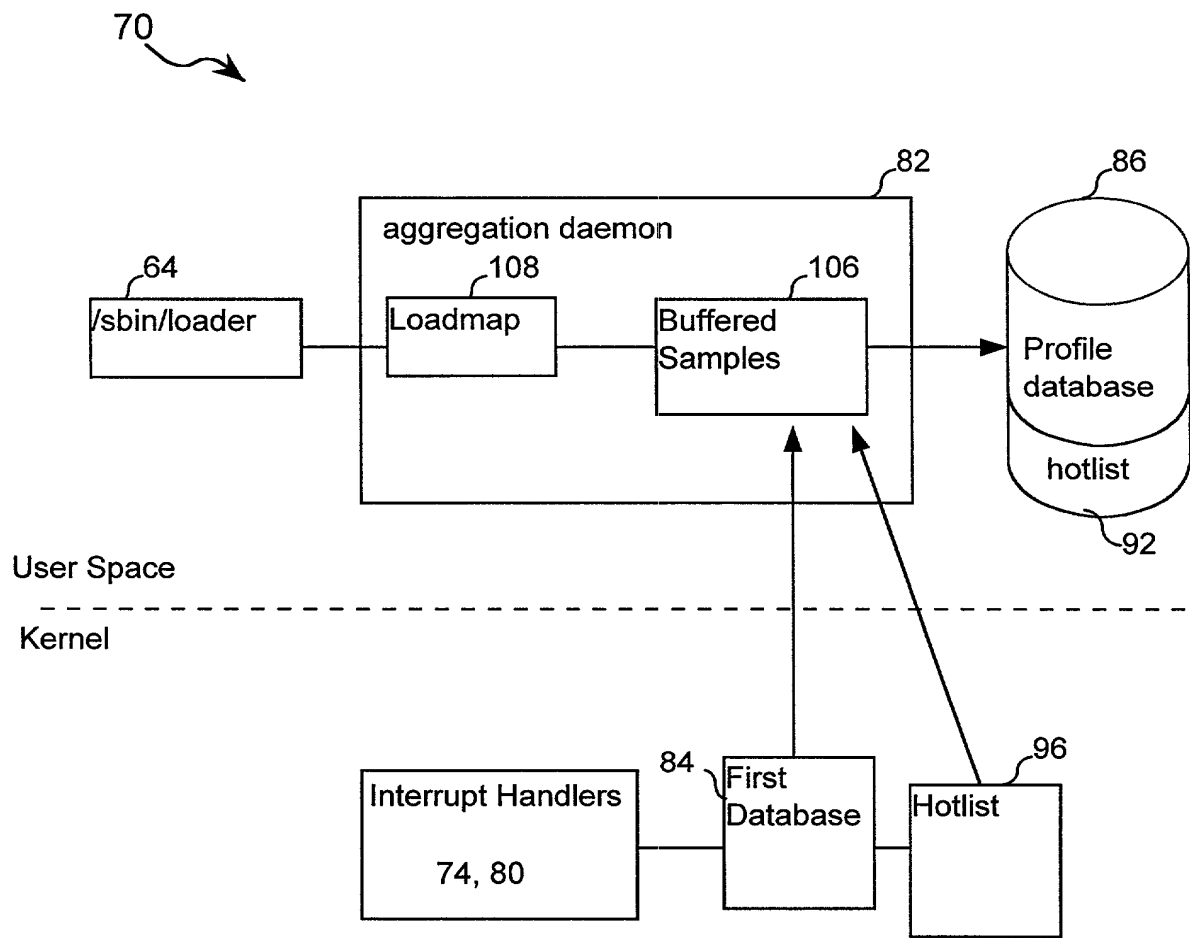 70
82
86
aggregation daemon
64
108
106
/sbin/loader
Loadmap
Buffered
Samples
Profile
database
hotlist
92
User Space
Kernel
84
96
Interrupt Handlers
74, 80
First
Database
Hotlist